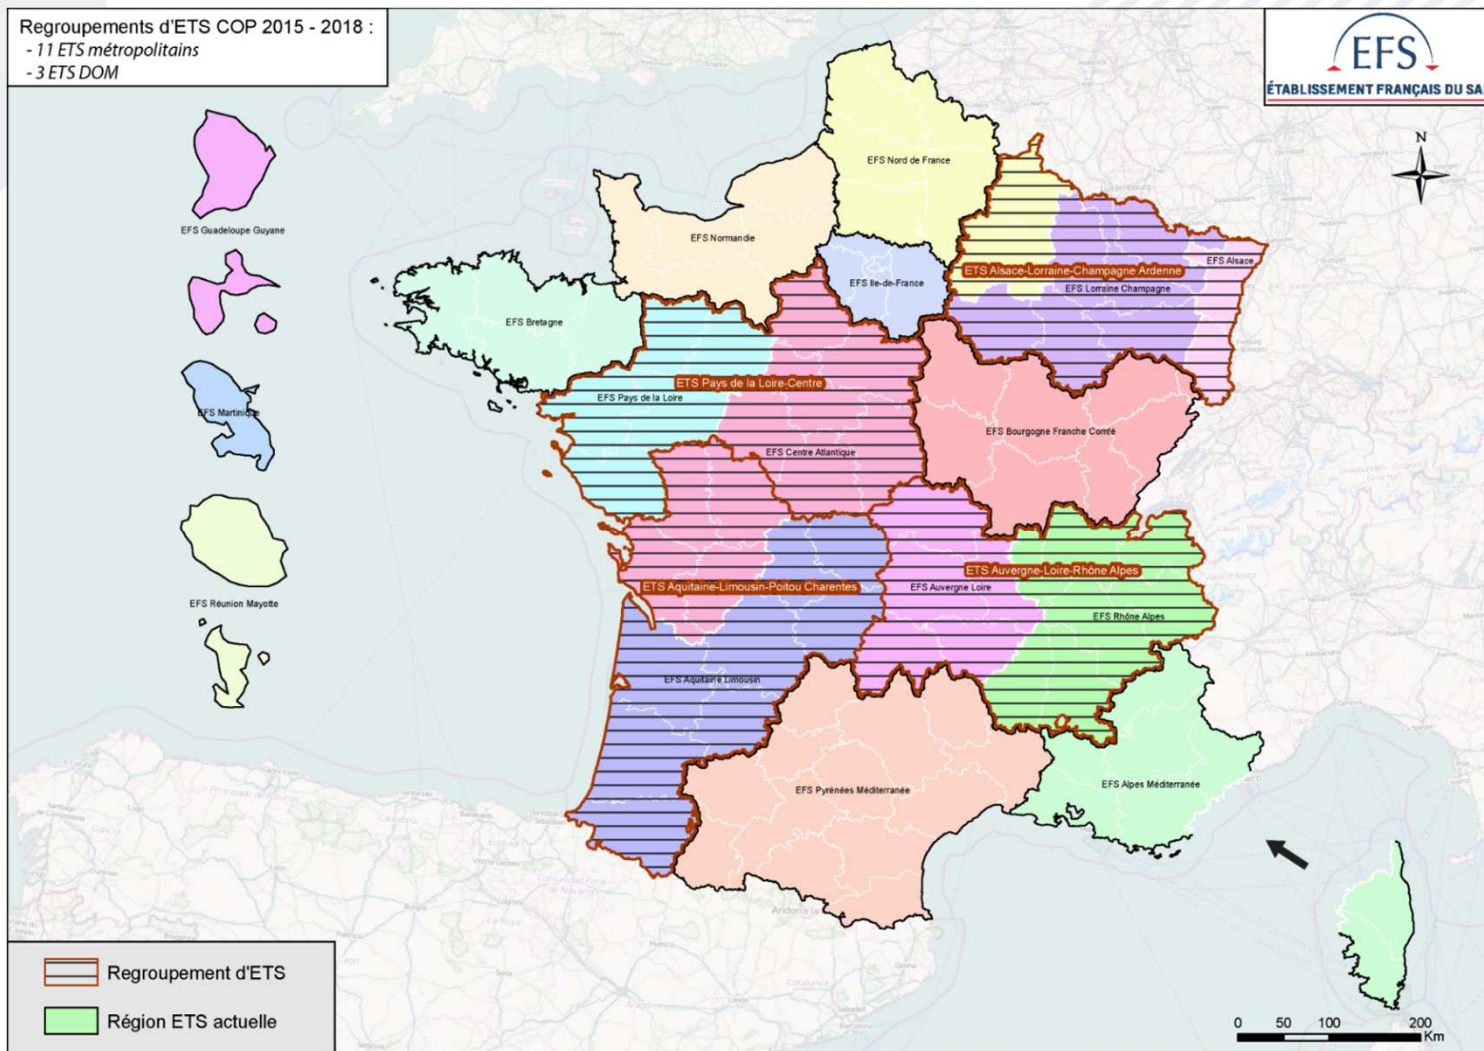 Regroupements d'ETS COP 2015 - 2018 :
- 11 ETS métropolitains
- 3 ETS DOM
EFS
ÉTABLISSEMENT FRANÇAIS DU SA
N
EFS Nord de France
EFS Guadeloupe Guyane
EFS Normandie
ETS Alsace-Lorraine-Champagne Ardenne
EFS Alsace
EFS Ile-de-France
EFS Lorraine Champagne
EFS Bretagne
ETS Pays de la Loire-Centre
EFS Pays de la Loire
EFS Martinique
EFS Bourgogne Franche Comté
EFS Centre Atlantique
ETS Auvergne-Loire-Rhône Alpes
ETS Aquitaine-Limousin-Poitou Charentes
EFS Auvergne Loire
EFS Réunion Mayotte
EFS Rhône Alpes
EFS Aquitaine Limousin
EFS Alpes Méditerranée
EFS Pyrénées Méditerranée
Regroupement d'ETS
Région ETS actuelle
0 50 100 200
Km